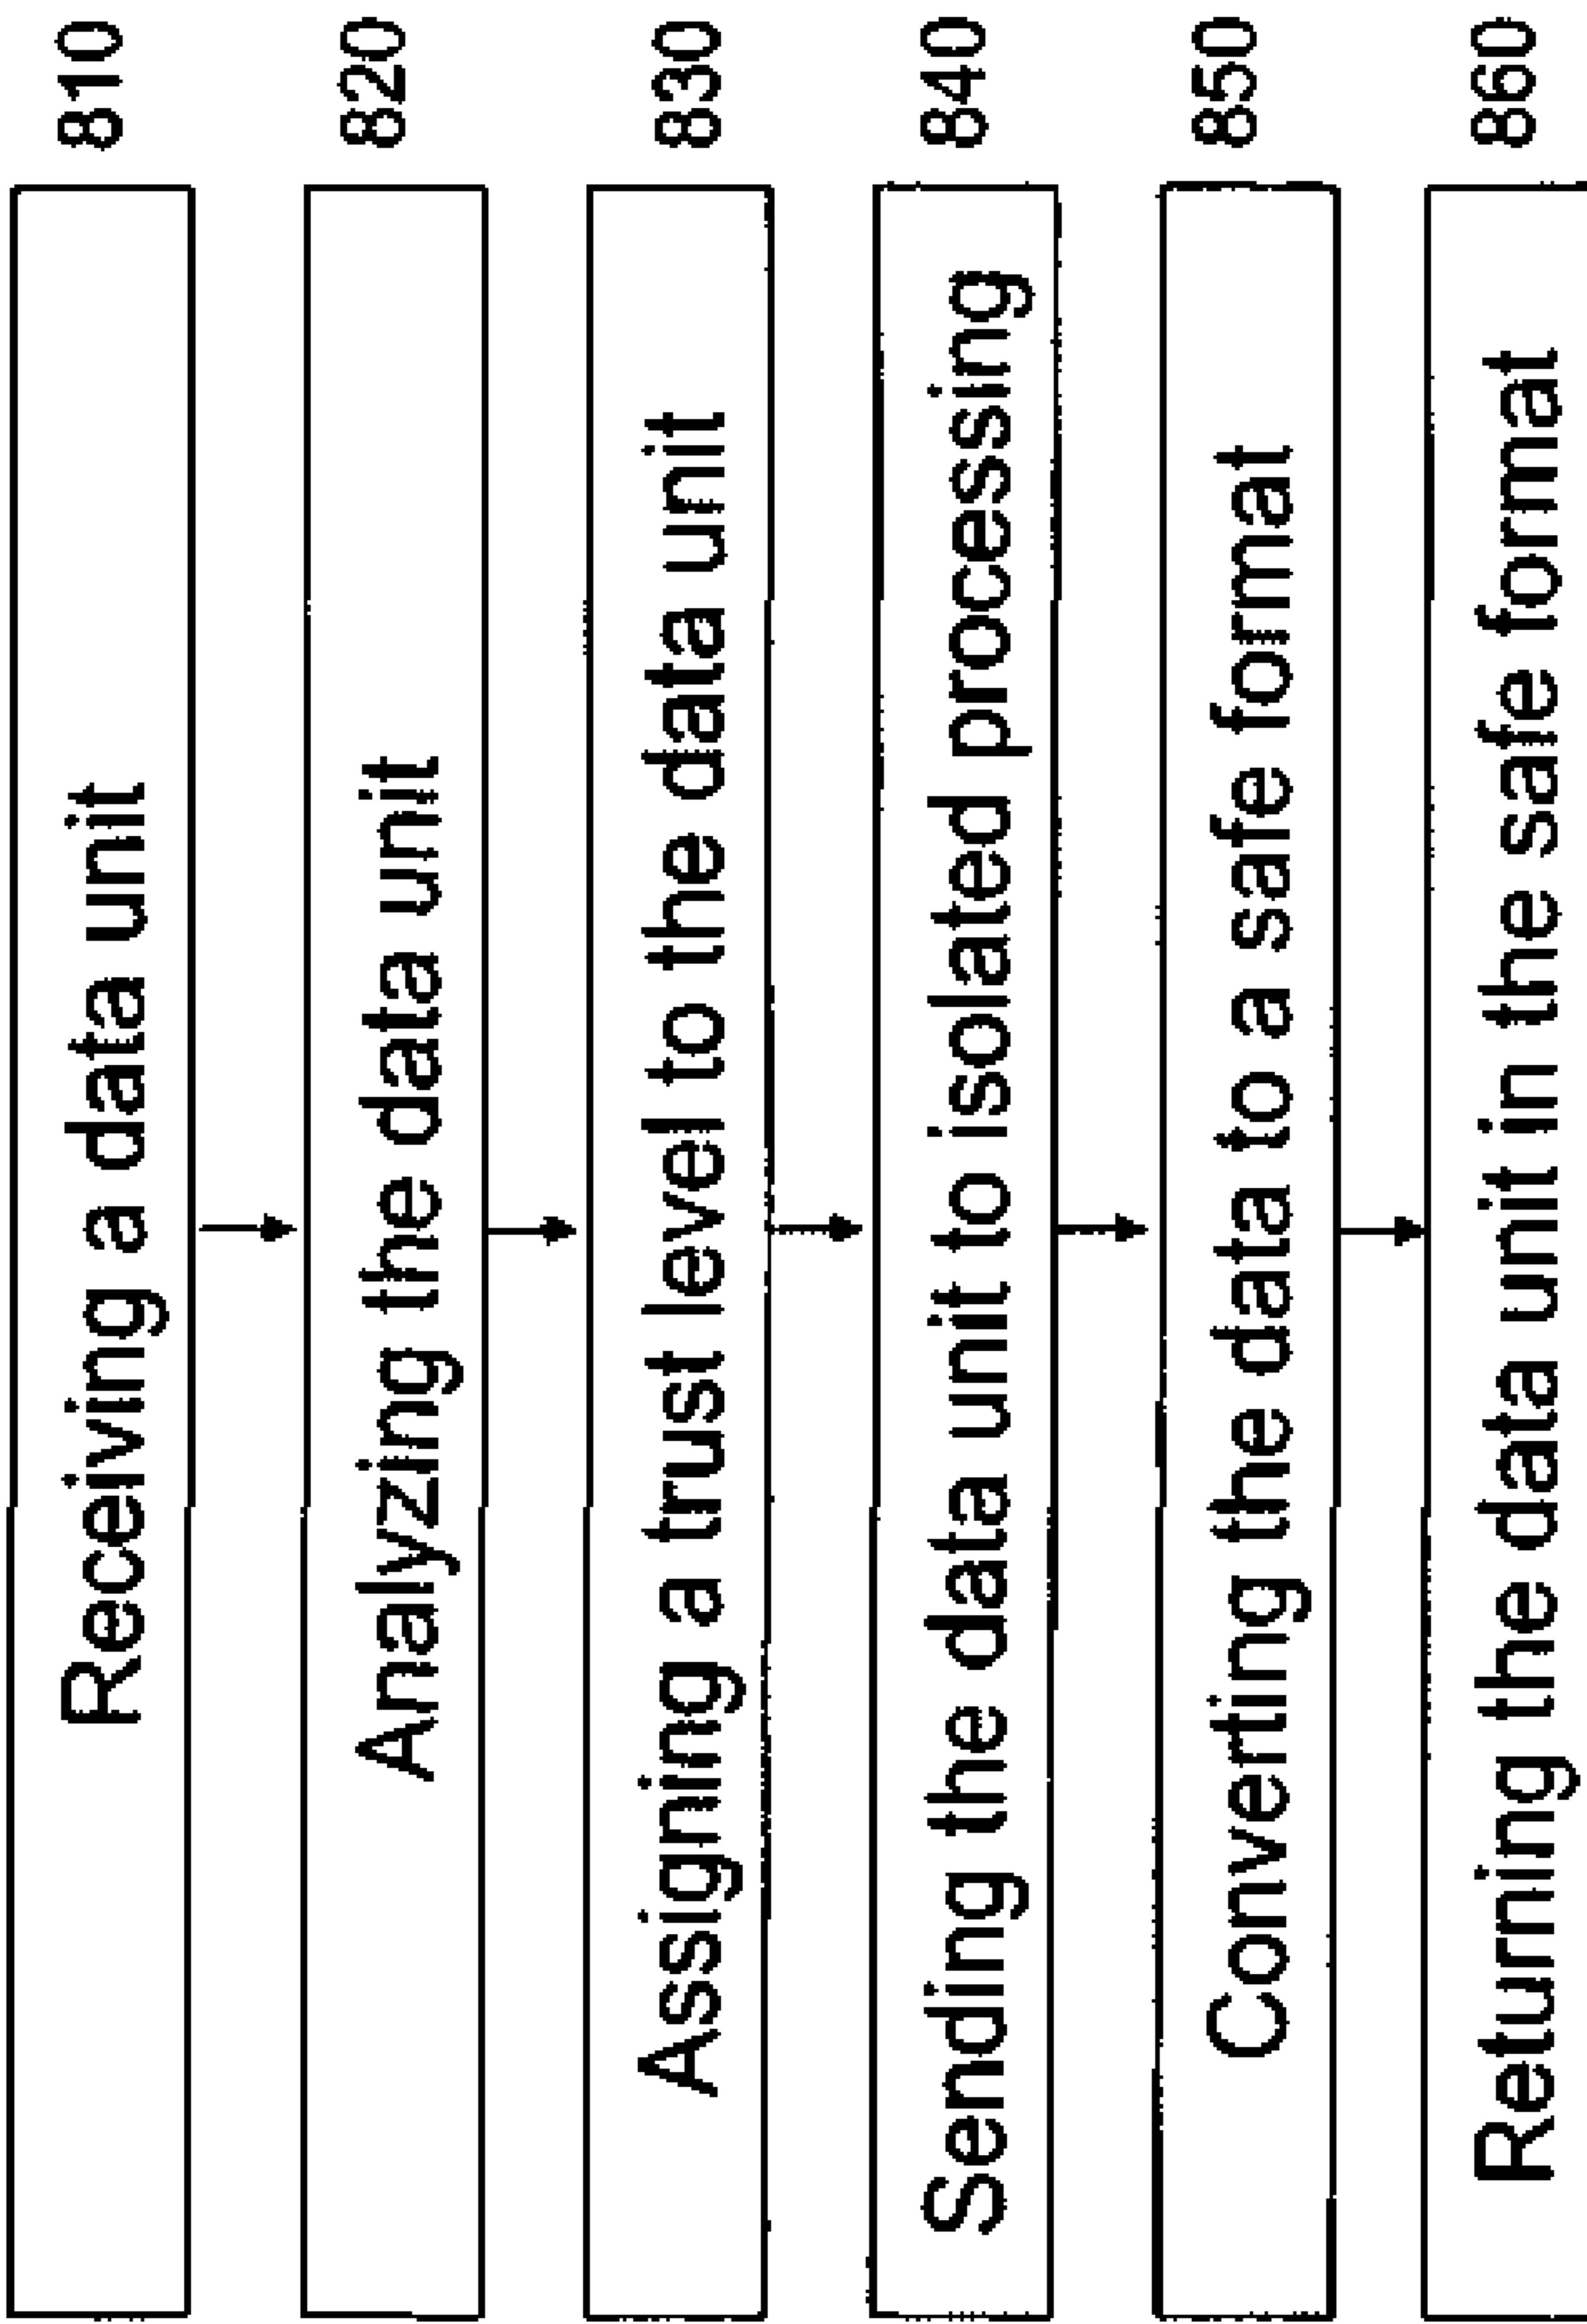 Receiving a data unit 810
Analyzing the data unit 820
Assigning a trust level to the data unit 830
Sending the data unit to isolated processing 840
Converting the data to a safe format 850
Returning the data unit in the safe format 860